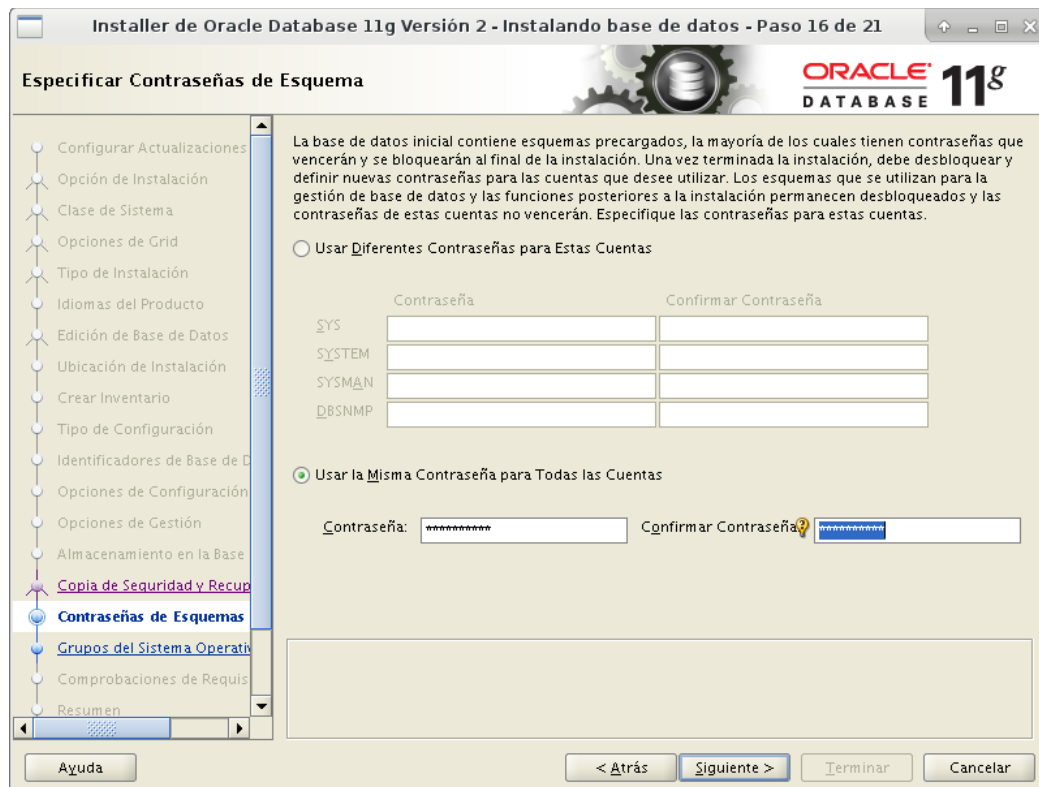 Installer de Oracle Database 11g Versión 2 - Instalando base de datos - Paso 16 de 21
Especificar Contraseñas de Esquema
ORACLE
DATABASE
11g
Configurar Actualizaciones
Opción de Instalación
Clase de Sistema
Opciones de Grid
Tipo de Instalación
Idiomas del Producto
Edición de Base de Datos
Ubicación de Instalación
Crear Inventario
Tipo de Configuración
Identificadores de Base de D
Opciones de Configuración
Opciones de Gestión
Almacenamiento en la Base
Copia de Seguridad y Recup
Contraseñas de Esquemas
Grupos del Sistema Operativ
Comprobaciones de Requis
Resumen
La base de datos inicial contiene esquemas precargados, la mayoría de los cuales tienen contraseñas que
vencerán y se bloquearán al final de la instalación. Una vez terminada la instalación, debe desbloquear y
definir nuevas contraseñas para las cuentas que desee utilizar. Los esquemas que se utilizan para la
gestión de base de datos y las funciones posteriores a la instalación permanecen desbloqueados y las
contraseñas de estas cuentas no vencerán. Especifique las contraseñas para estas cuentas.
Usar Diferentes Contraseñas para Estas Cuentas
Contraseña Confirmar Contraseña
SYS
SYSTEM
SYSMAN
DBSNMP
Usar la Misma Contraseña para Todas las Cuentas
Contraseña: ********** Confirmar Contraseña: **********
Ayuda < Atrás Siguiente > Terminar Cancelar